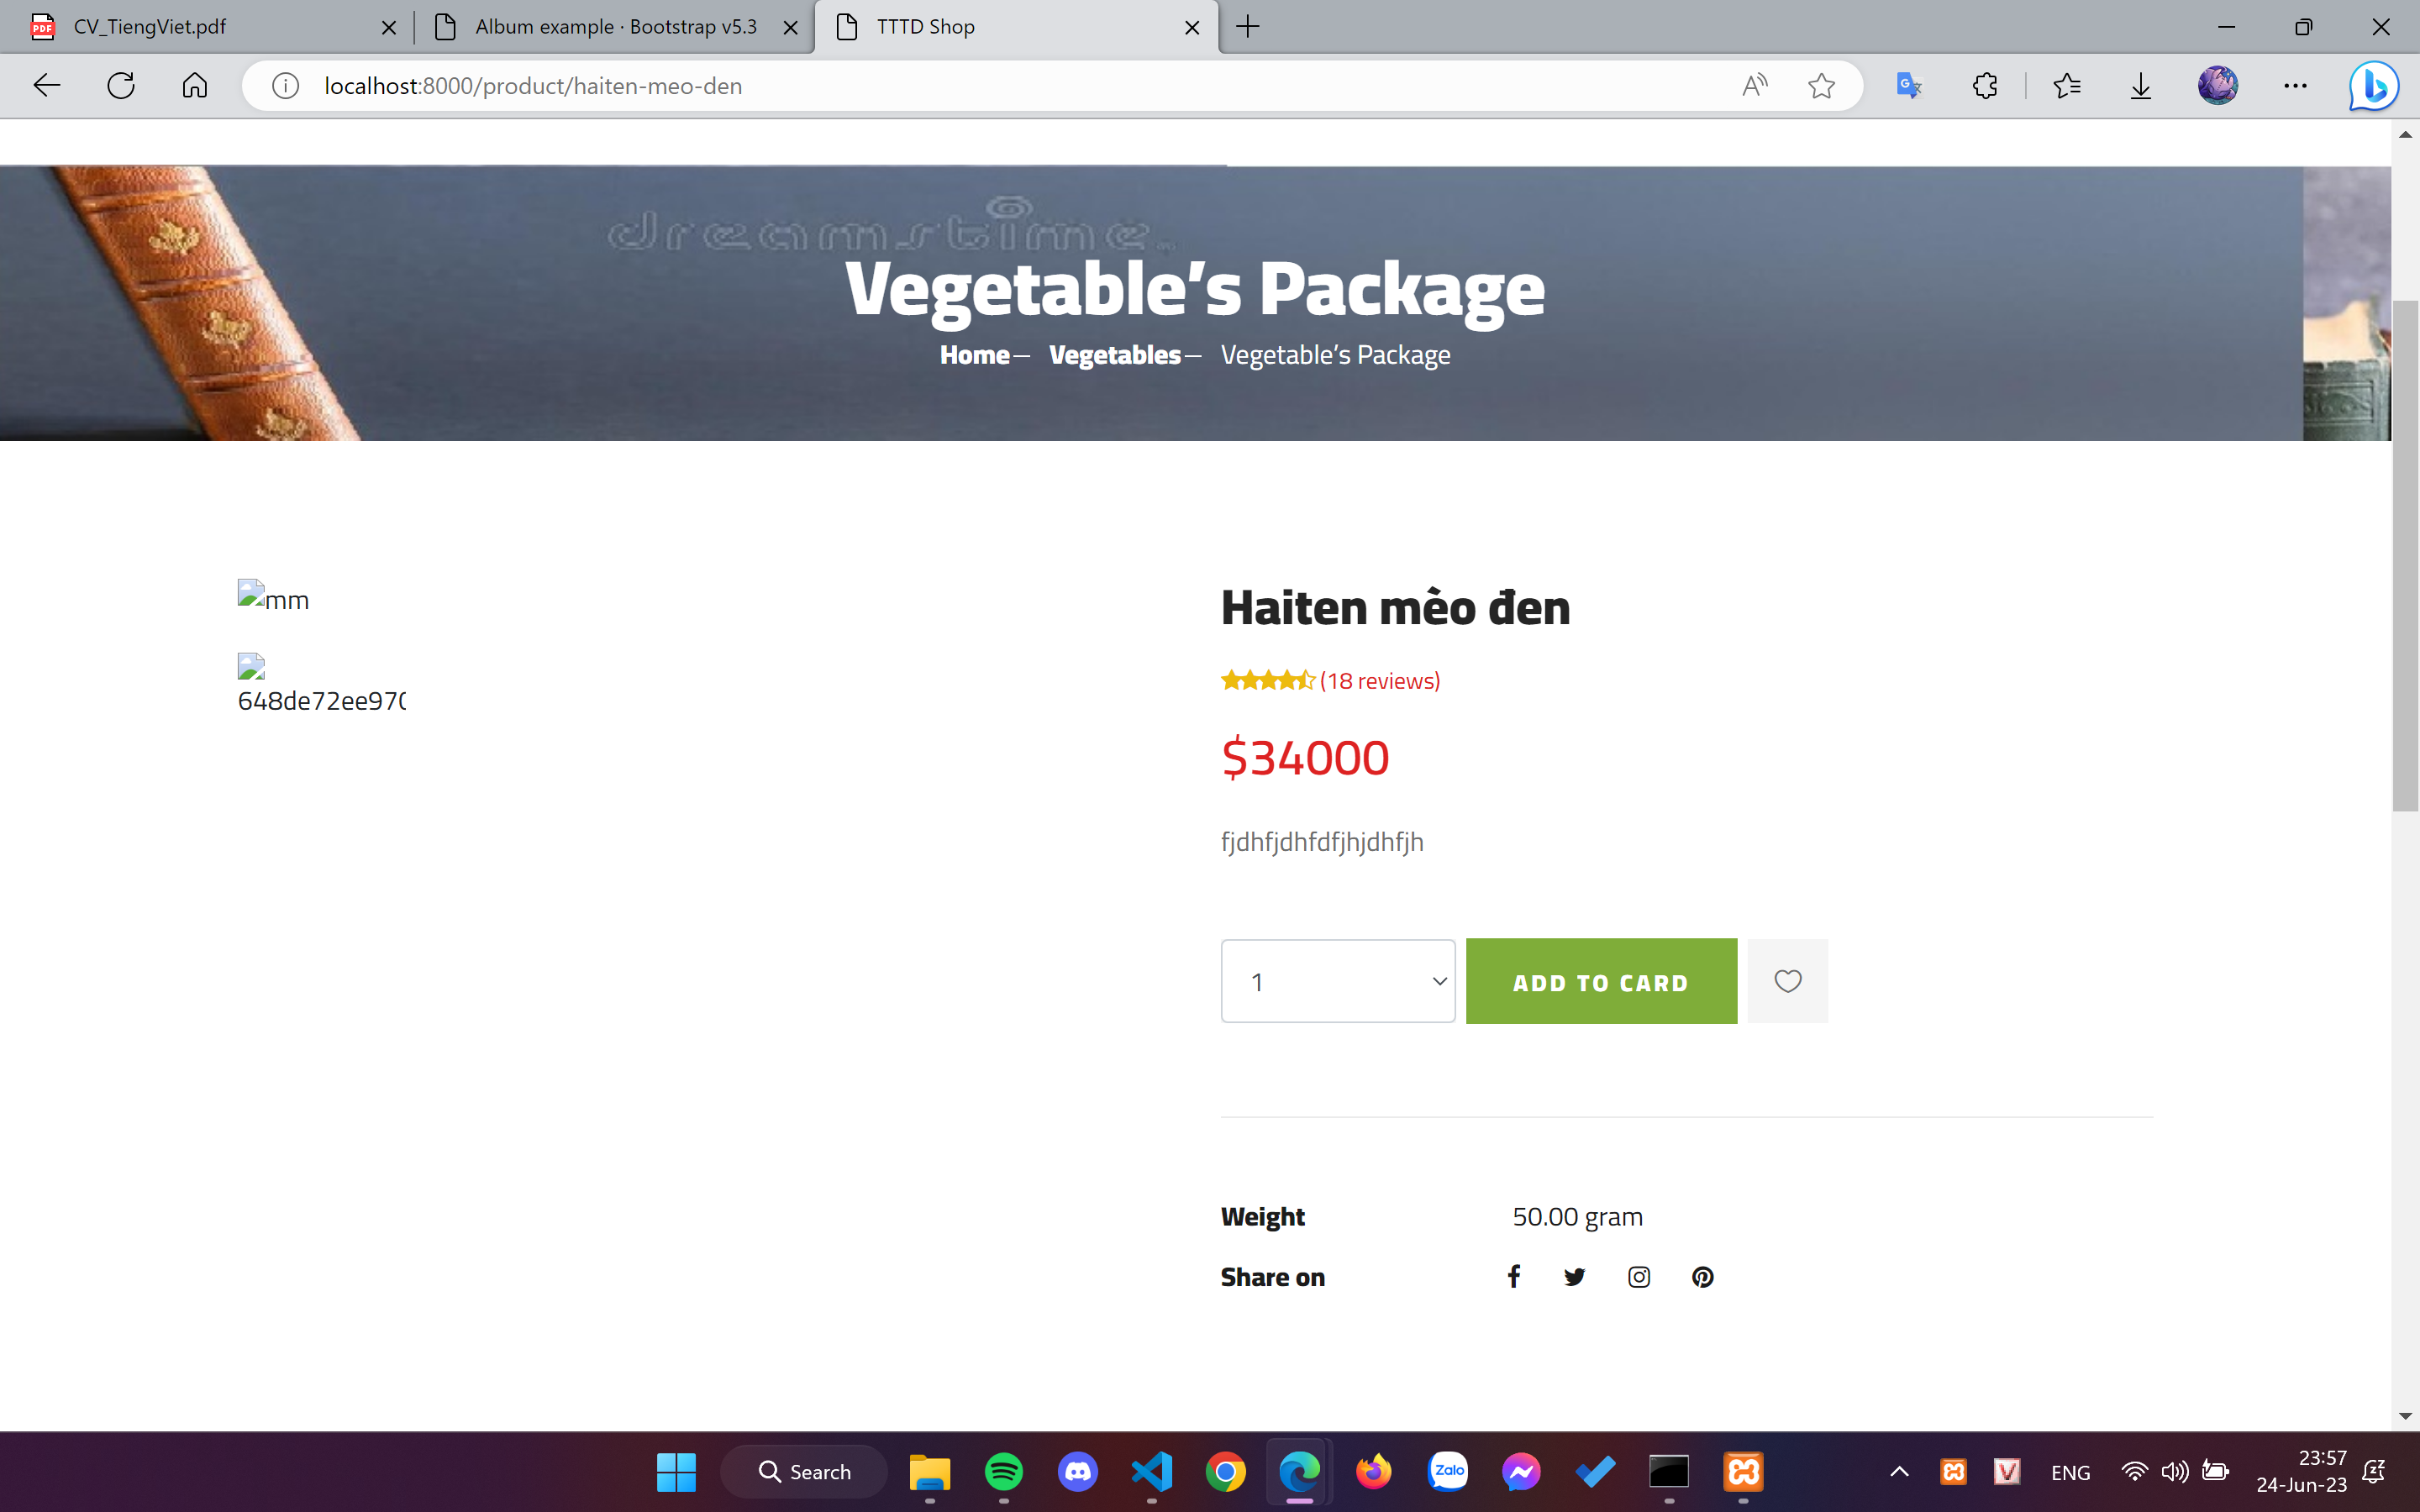 CV_TiengViet.pdf
Album example · Bootstrap v5.3
TTTD Shop
localhost:8000/product/haiten-meo-den
dreamstime
Vegetable’s Package
Home— Vegetables— Vegetable’s Package
mm
648de72ee970
Haiten mèo đen
(18 reviews)
$34000
fjdhfjdhfdfjhjdhfjh
1
ADD TO CARD
Weight 50.00 gram
Share on
Search
Zalo
ENG
23:57
24-Jun-23